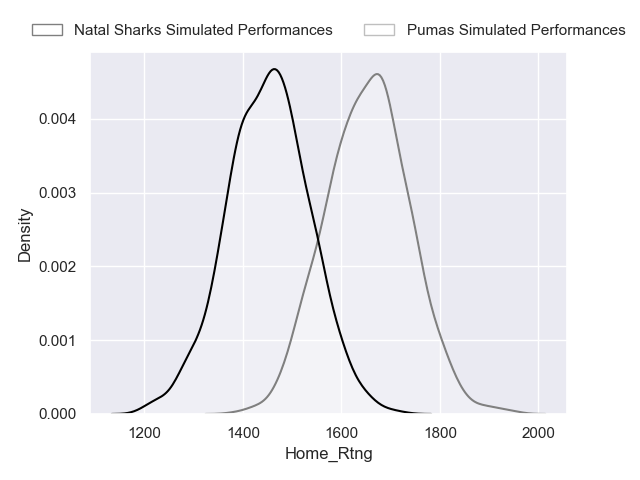 Natal Sharks Simulated Performances Pumas Simulated Performances
0.004
0.003
0.002
0.001
0.000
Density
1200 1400 1600 1800 2000
Home_Rtng